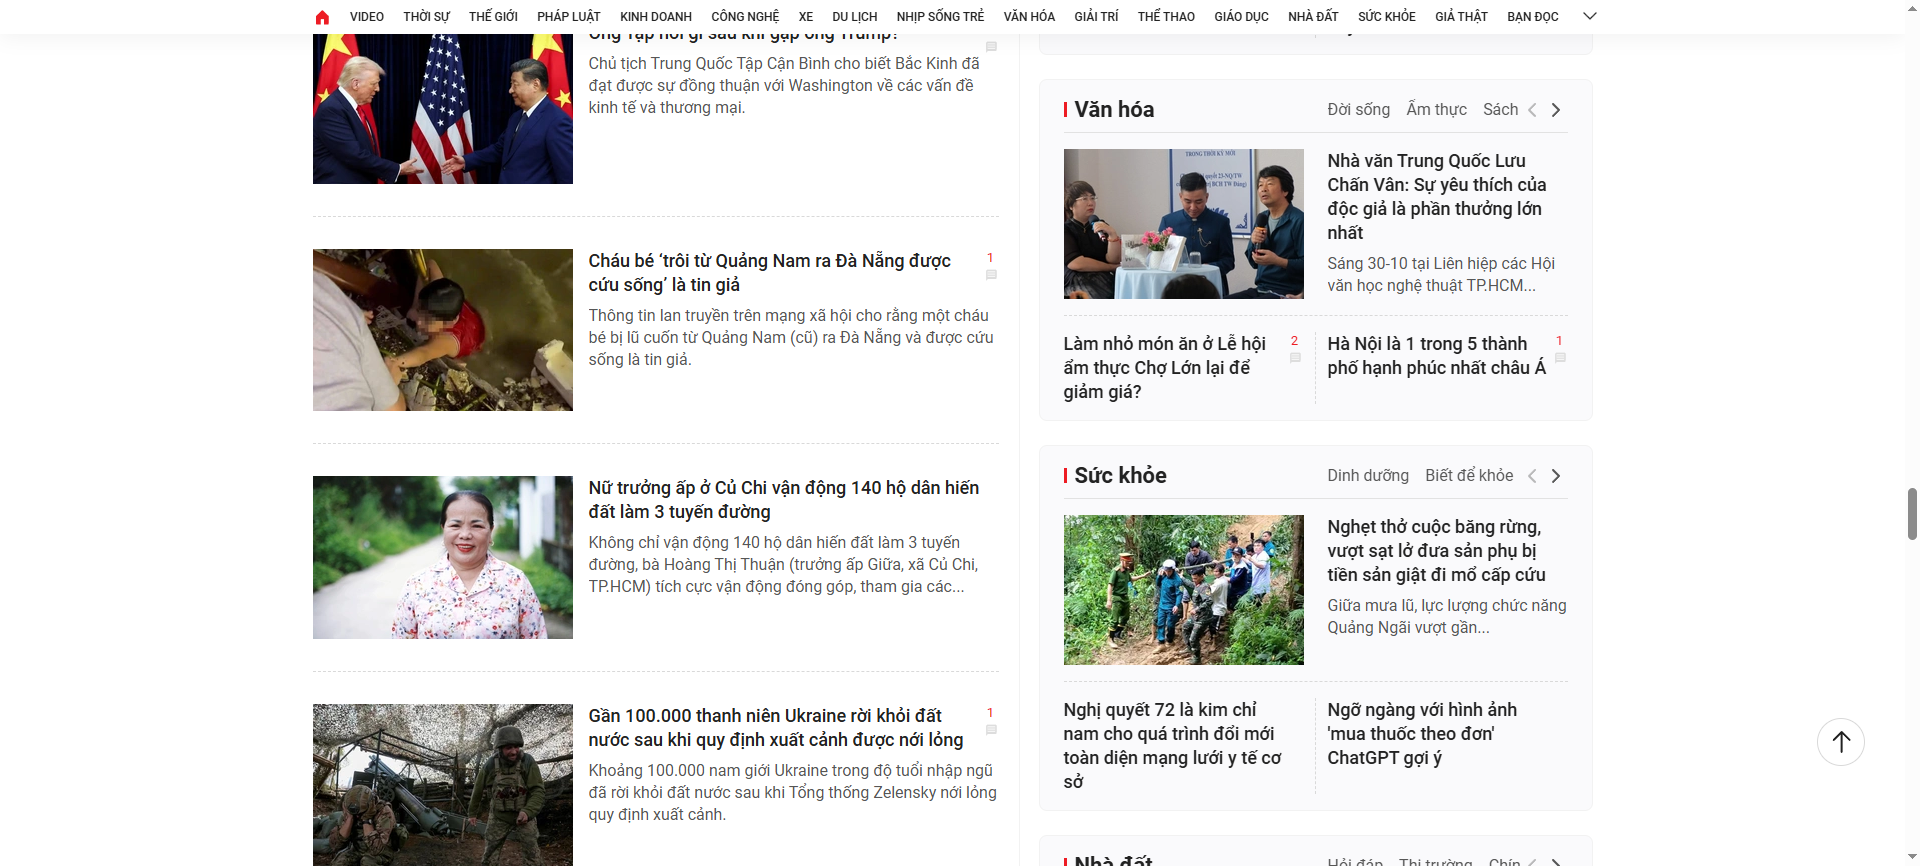 VIDEO THỜI SỰ THẾ GIỚI PHÁP LUẬT KINH DOANH CÔNG NGHỆ XE DU LỊCH NHỊP SỐNG TRẺ VĂN HÓA GIẢI TRÍ THỂ THAO GIÁO DỤC NHÀ ĐẤT SỨC KHỎE GIẢ THẬT BẠN ĐỌC
Ông Tập nói gì sau khi gặp ông Trump?
Chủ tịch Trung Quốc Tập Cận Bình cho biết Bắc Kinh đã
đạt được sự đồng thuận với Washington về các vấn đề
kinh tế và thương mại.
Cháu bé ‘trôi từ Quảng Nam ra Đà Nẵng được
cứu sống’ là tin giả
1
Thông tin lan truyền trên mạng xã hội cho rằng một cháu
bé bị lũ cuốn từ Quảng Nam (cũ) ra Đà Nẵng và được cứu
sống là tin giả.
Nữ trưởng ấp ở Củ Chi vận động 140 hộ dân hiến
đất làm 3 tuyến đường
Không chỉ vận động 140 hộ dân hiến đất làm 3 tuyến
đường, bà Hoàng Thị Thuận (trưởng ấp Giữa, xã Củ Chi,
TP.HCM) tích cực vận động đóng góp, tham gia các...
Gần 100.000 thanh niên Ukraine rời khỏi đất
nước sau khi quy định xuất cảnh được nới lỏng
1
Khoảng 100.000 nam giới Ukraine trong độ tuổi nhập ngũ
đã rời khỏi đất nước sau khi Tổng thống Zelensky nới lỏng
quy định xuất cảnh.
Văn hóa
Đời sống Ẩm thực Sách
TRONG THỜI KỲ MỚI
Nhà văn Trung Quốc Lưu
Chấn Vân: Sự yêu thích của
độc giả là phần thưởng lớn
nhất
Sáng 30-10 tại Liên hiệp các Hội
văn học nghệ thuật TP.HCM...
Làm nhỏ món ăn ở Lễ hội
ẩm thực Chợ Lớn lại để
giảm giá?
2
Hà Nội là 1 trong 5 thành
phố hạnh phúc nhất châu Á
1
Sức khỏe
Dinh dưỡng Biết để khỏe
Nghẹt thở cuộc băng rừng,
vượt sạt lở đưa sản phụ bị
tiền sản giật đi mổ cấp cứu
Giữa mưa lũ, lực lượng chức năng
Quảng Ngãi vượt gần...
Nghị quyết 72 là kim chỉ
nam cho quá trình đổi mới
toàn diện mạng lưới y tế cơ
sở
Ngỡ ngàng với hình ảnh
'mua thuốc theo đơn'
ChatGPT gợi ý
Nhà đất
Hỏi đáp Thị trường Chín